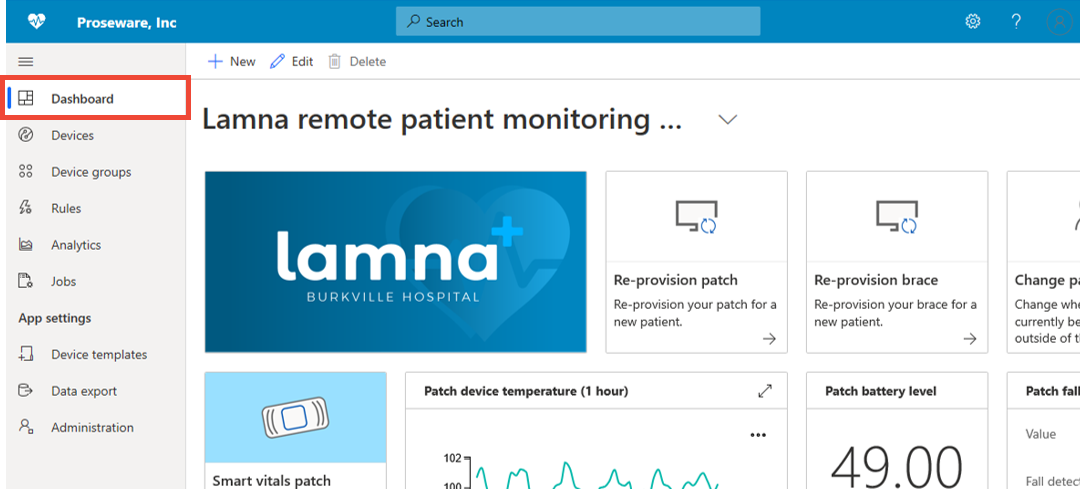 Proseware, Inc
Search
New
Edit
Delete
Dashboard
Devices
Device groups
Rules
Analytics
Jobs
App settings
Device templates
Data export
Administration
Lamna remote patient monitoring ...
lamna
BURKVILLE HOSPITAL
Re-provision patch
Re-provision your patch for a
new patient.
Re-provision brace
Re-provision your brace for a
new patient.
Change pa
Change whe
currently be
outside of th
Smart vitals patch
Patch device temperature (1 hour)
102
100
Patch battery level
49.00
Patch fall
Value
Fall detec